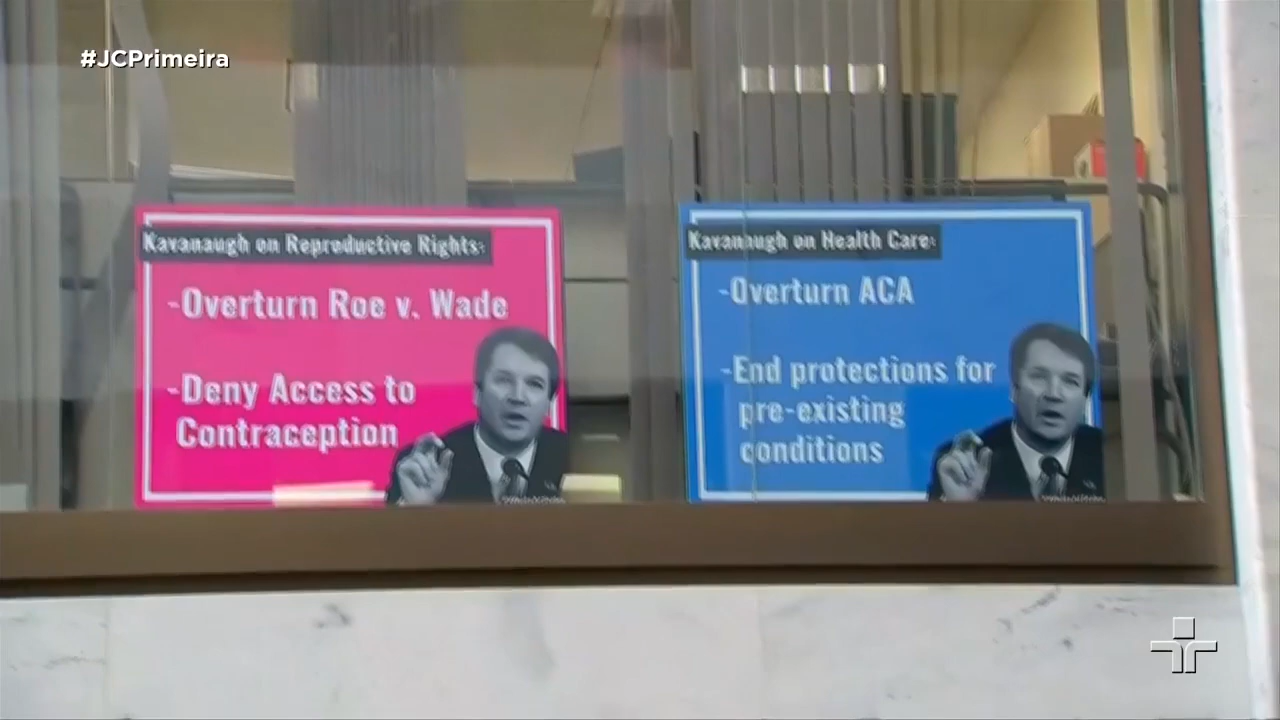 #JCPrimeira
Kavanaugh on Reproductive Rights:
-Overturn Roe v. Wade
-Deny Access to
Contraception
Kavanaugh on Health Care:
-Overturn ACA
-End protections for
pre-existing
conditions